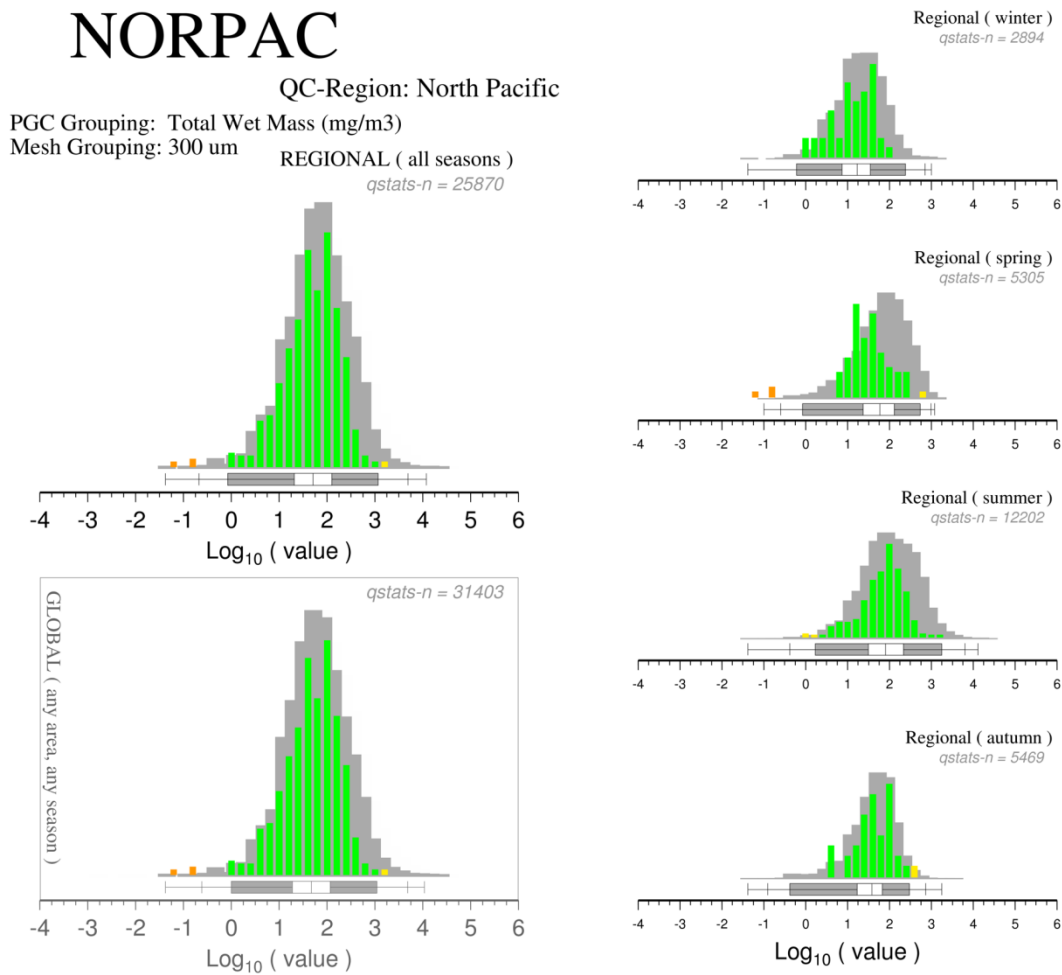 NORPAC
QC-Region: North Pacific
PGC Grouping: Total Wet Mass (mg/m3)
Mesh Grouping: 300 um
REGIONAL ( all seasons )
qstats-n = 25870
-4 -3 -2 -1 0 1 2 3 4 5 6
Log10 ( value )
GLOBAL ( any area, any season )
qstats-n = 31403
-4 -3 -2 -1 0 1 2 3 4 5 6
Log10 ( value )
Regional ( winter )
qstats-n = 2894
-4 -3 -2 -1 0 1 2 3 4 5 6
Regional ( spring )
qstats-n = 5305
-4 -3 -2 -1 0 1 2 3 4 5 6
Regional ( summer )
qstats-n = 12202
-4 -3 -2 -1 0 1 2 3 4 5 6
Regional ( autumn )
qstats-n = 5469
-4 -3 -2 -1 0 1 2 3 4 5 6
Log10 ( value )